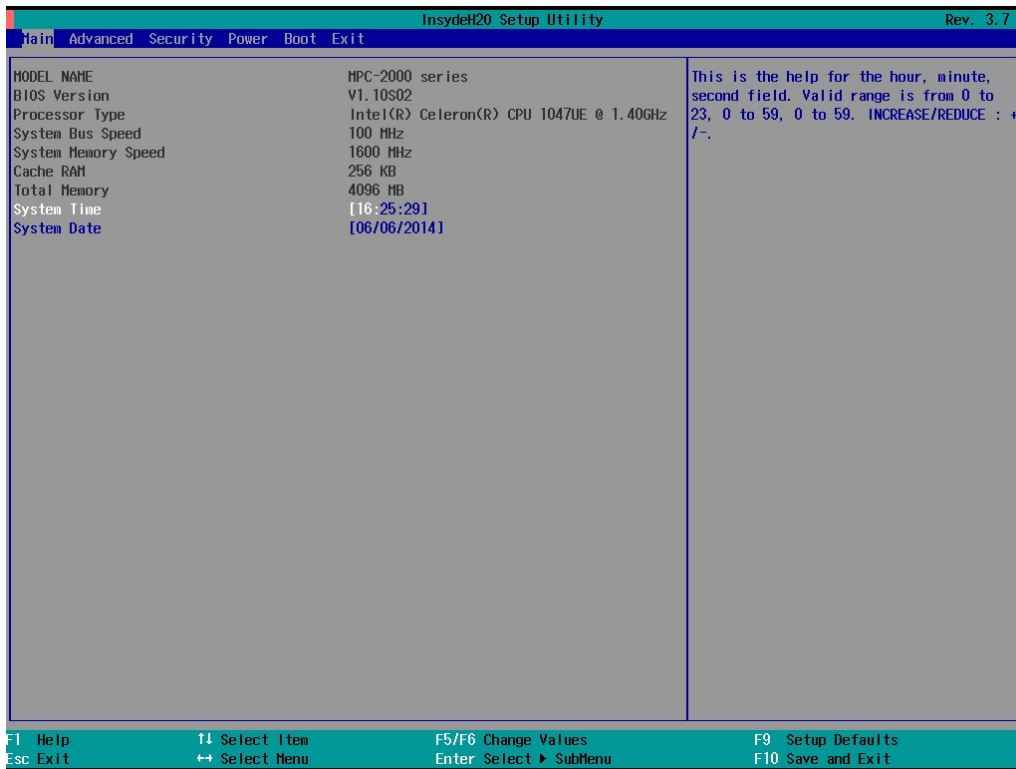 InsydeH20 Setup Utility Rev. 3.7
Main Advanced Security Power Boot Exit
MODEL NAME MPC-2000 series
BIOS Version V1.10S02
Processor Type Intel(R) Celeron(R) CPU 1047UE @ 1.40GHz
System Bus Speed 100 MHz
System Memory Speed 1600 MHz
Cache RAM 256 KB
Total Memory 4096 MB
System Time [16:25:29]
System Date [06/06/2014]
This is the help for the hour, minute,
second field. Valid range is from 0 to
23, 0 to 59, 0 to 59. INCREASE/REDUCE : +
/-.
F1 Help ↑↓ Select Item F5/F6 Change Values F9 Setup Defaults
Esc Exit ↔ Select Menu Enter Select ▶ SubMenu F10 Save and Exit